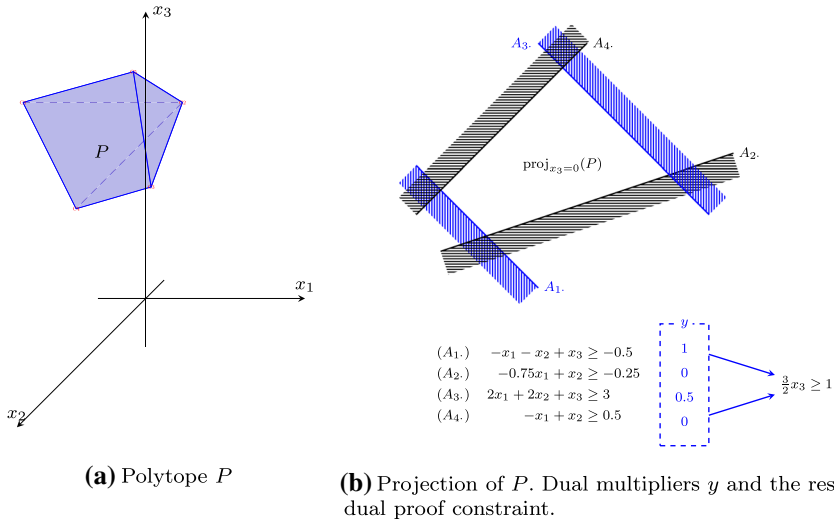 x₃
P
x₁
x₂
(a) Polytope P
A₃.
A₄.
proj_{x₃=0}(P)
A₂.
A₁.
y
(A₁.) −x₁ − x₂ + x₃ ≥ −0.5
1
(A₂.) −0.75x₁ + x₂ ≥ −0.25
0
3/2 x₃ ≥ 1
(A₃.) 2x₁ + 2x₂ + x₃ ≥ 3
0.5
(A₄.) −x₁ + x₂ ≥ 0.5
0
(b) Projection of P. Dual multipliers y and the res
dual proof constraint.